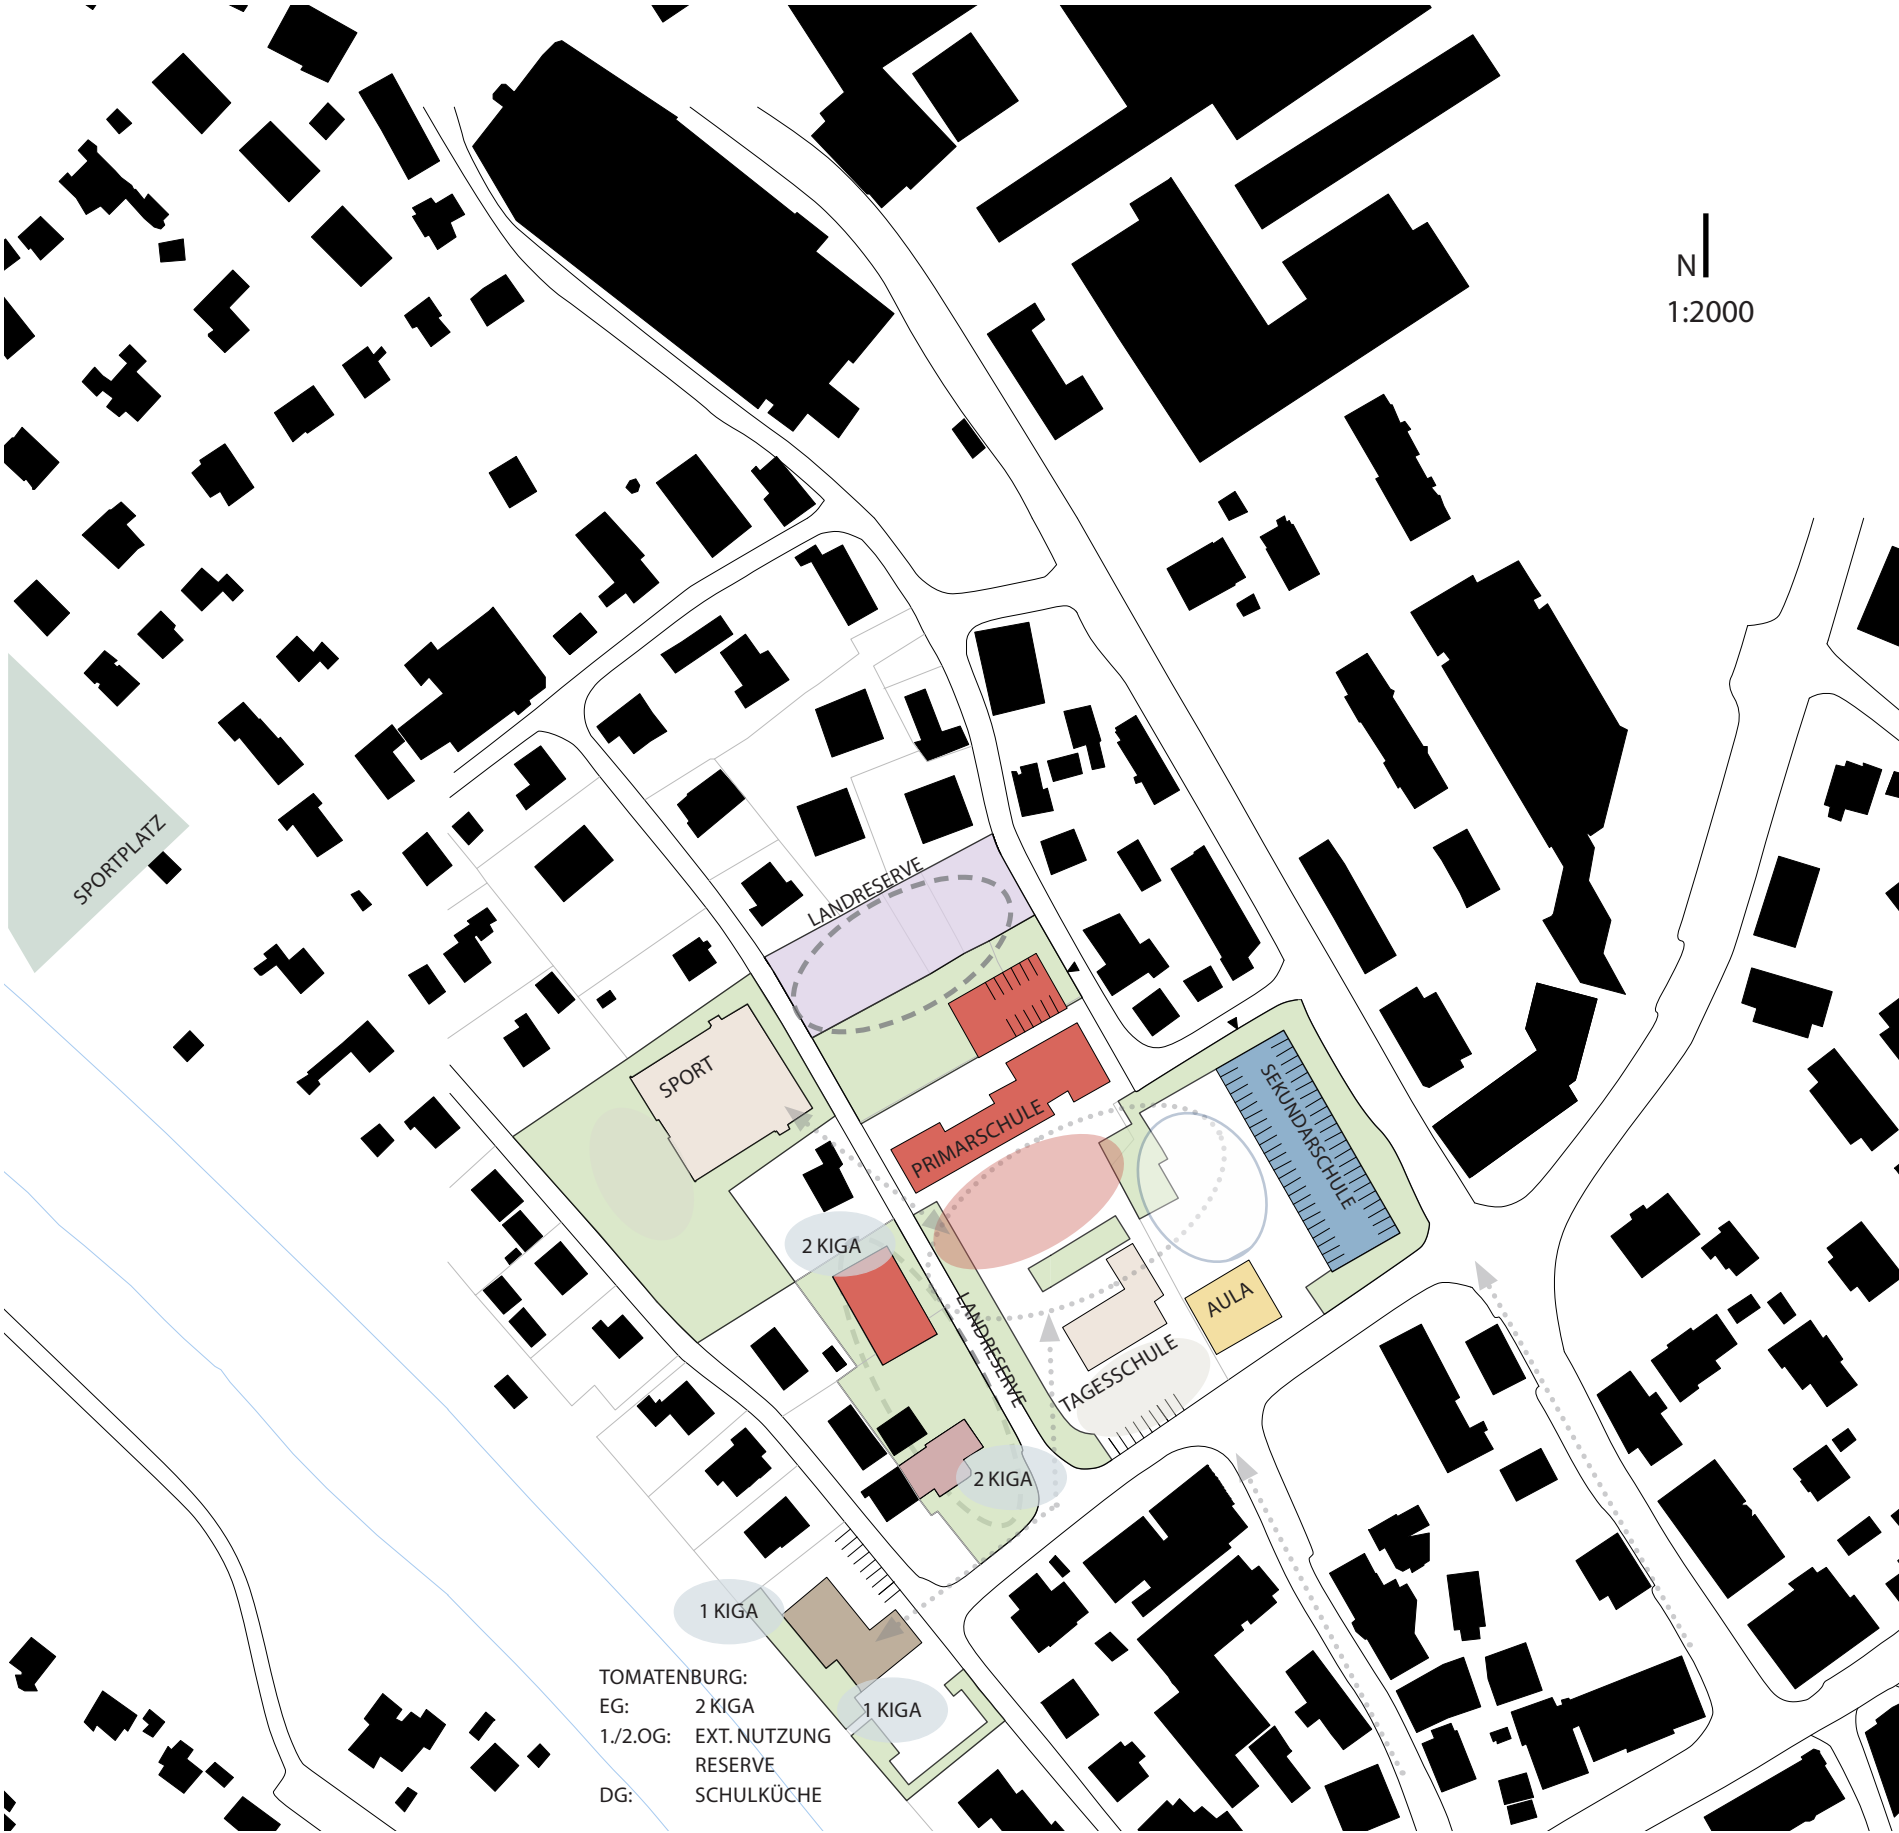 N
1:2000
SPORTPLATZ
LANDRESERVE
SPORT
SEKUNDARSCHULE
PRIMARSCHULE
2 KIGA
AULA
LANDRESERVE
TAGESSCHULE
2 KIGA
1 KIGA
1 KIGA
TOMATENBURG:
EG: 2 KIGA
1./2.OG: EXT. NUTZUNG
RESERVE
DG: SCHULKÜCHE